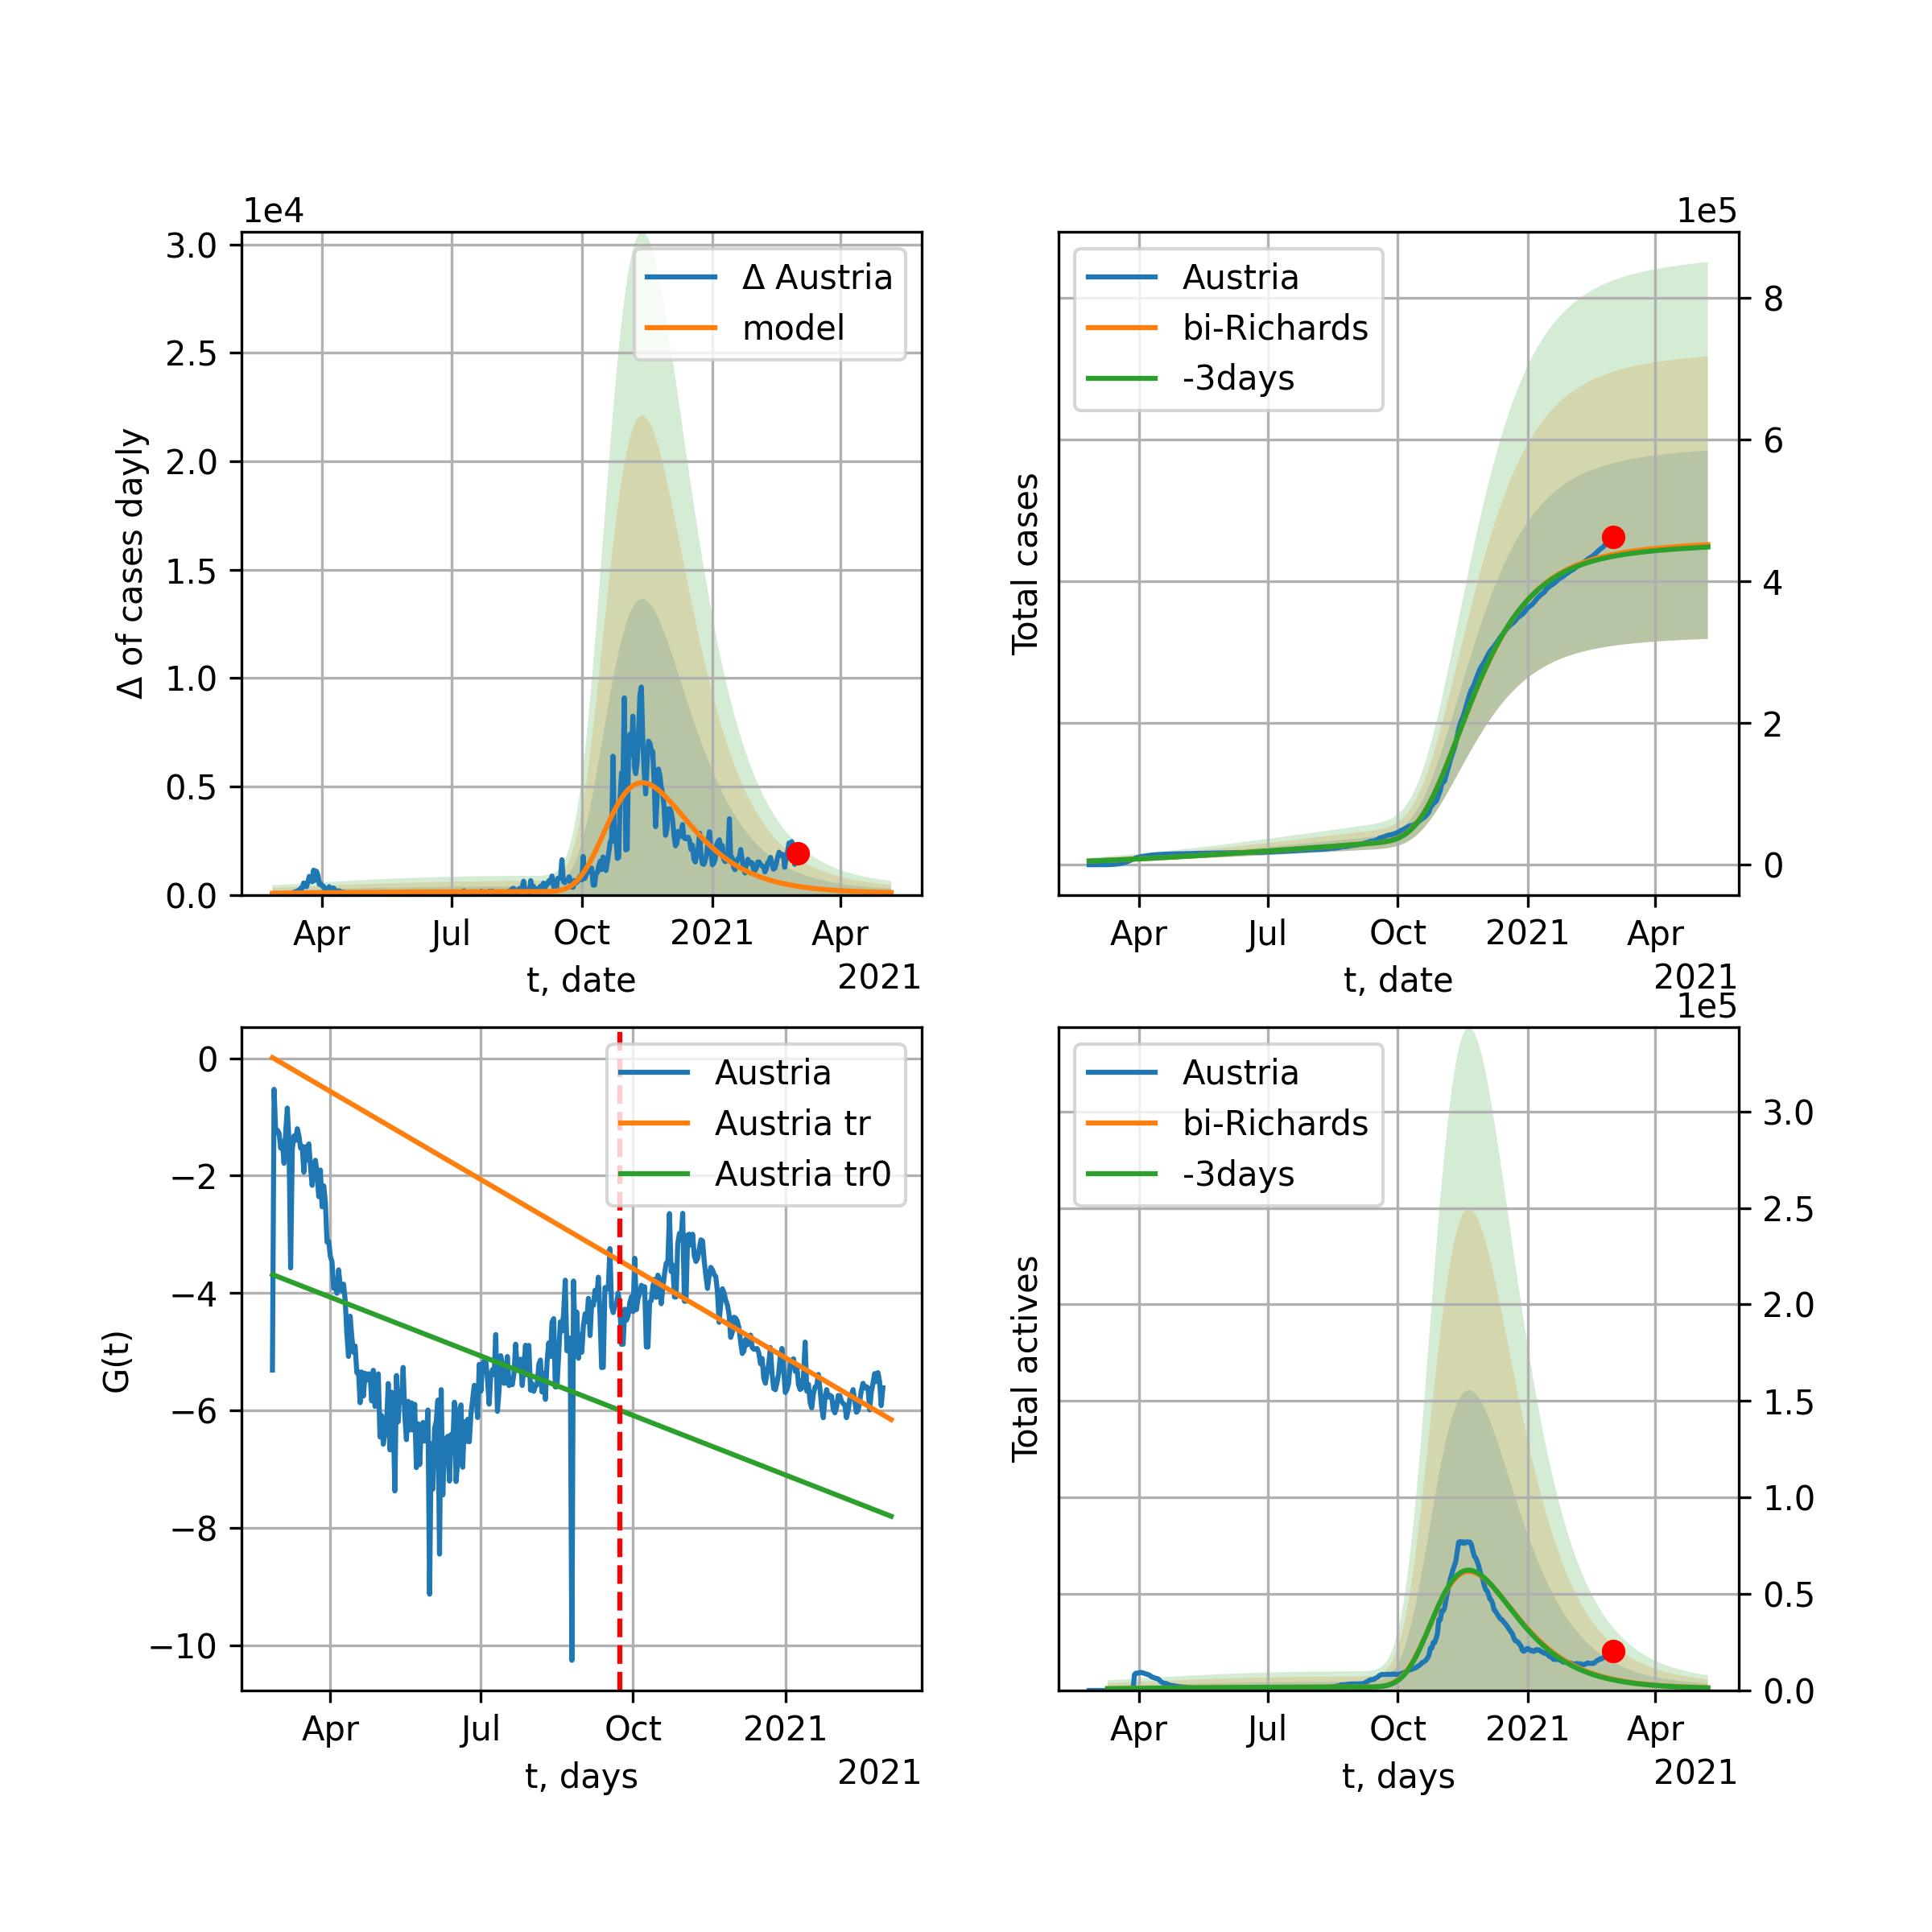 1e4
3.0
2.5
2.0
1.5
1.0
0.5
0.0
Δ of cases dayly
Δ Austria
model
Apr Jul Oct 2021 Apr
t, date
2021
1e5
8
6
4
2
0
Total cases
Austria
bi-Richards
-3days
Apr Jul Oct 2021 Apr
t, date
2021
0
−2
−4
−6
−8
−10
G(t)
Austria
Austria tr
Austria tr0
Apr Jul Oct 2021
t, days
2021
1e5
3.0
2.5
2.0
1.5
1.0
0.5
0.0
Total actives
Austria
bi-Richards
-3days
Apr Jul Oct 2021 Apr
t, days
2021